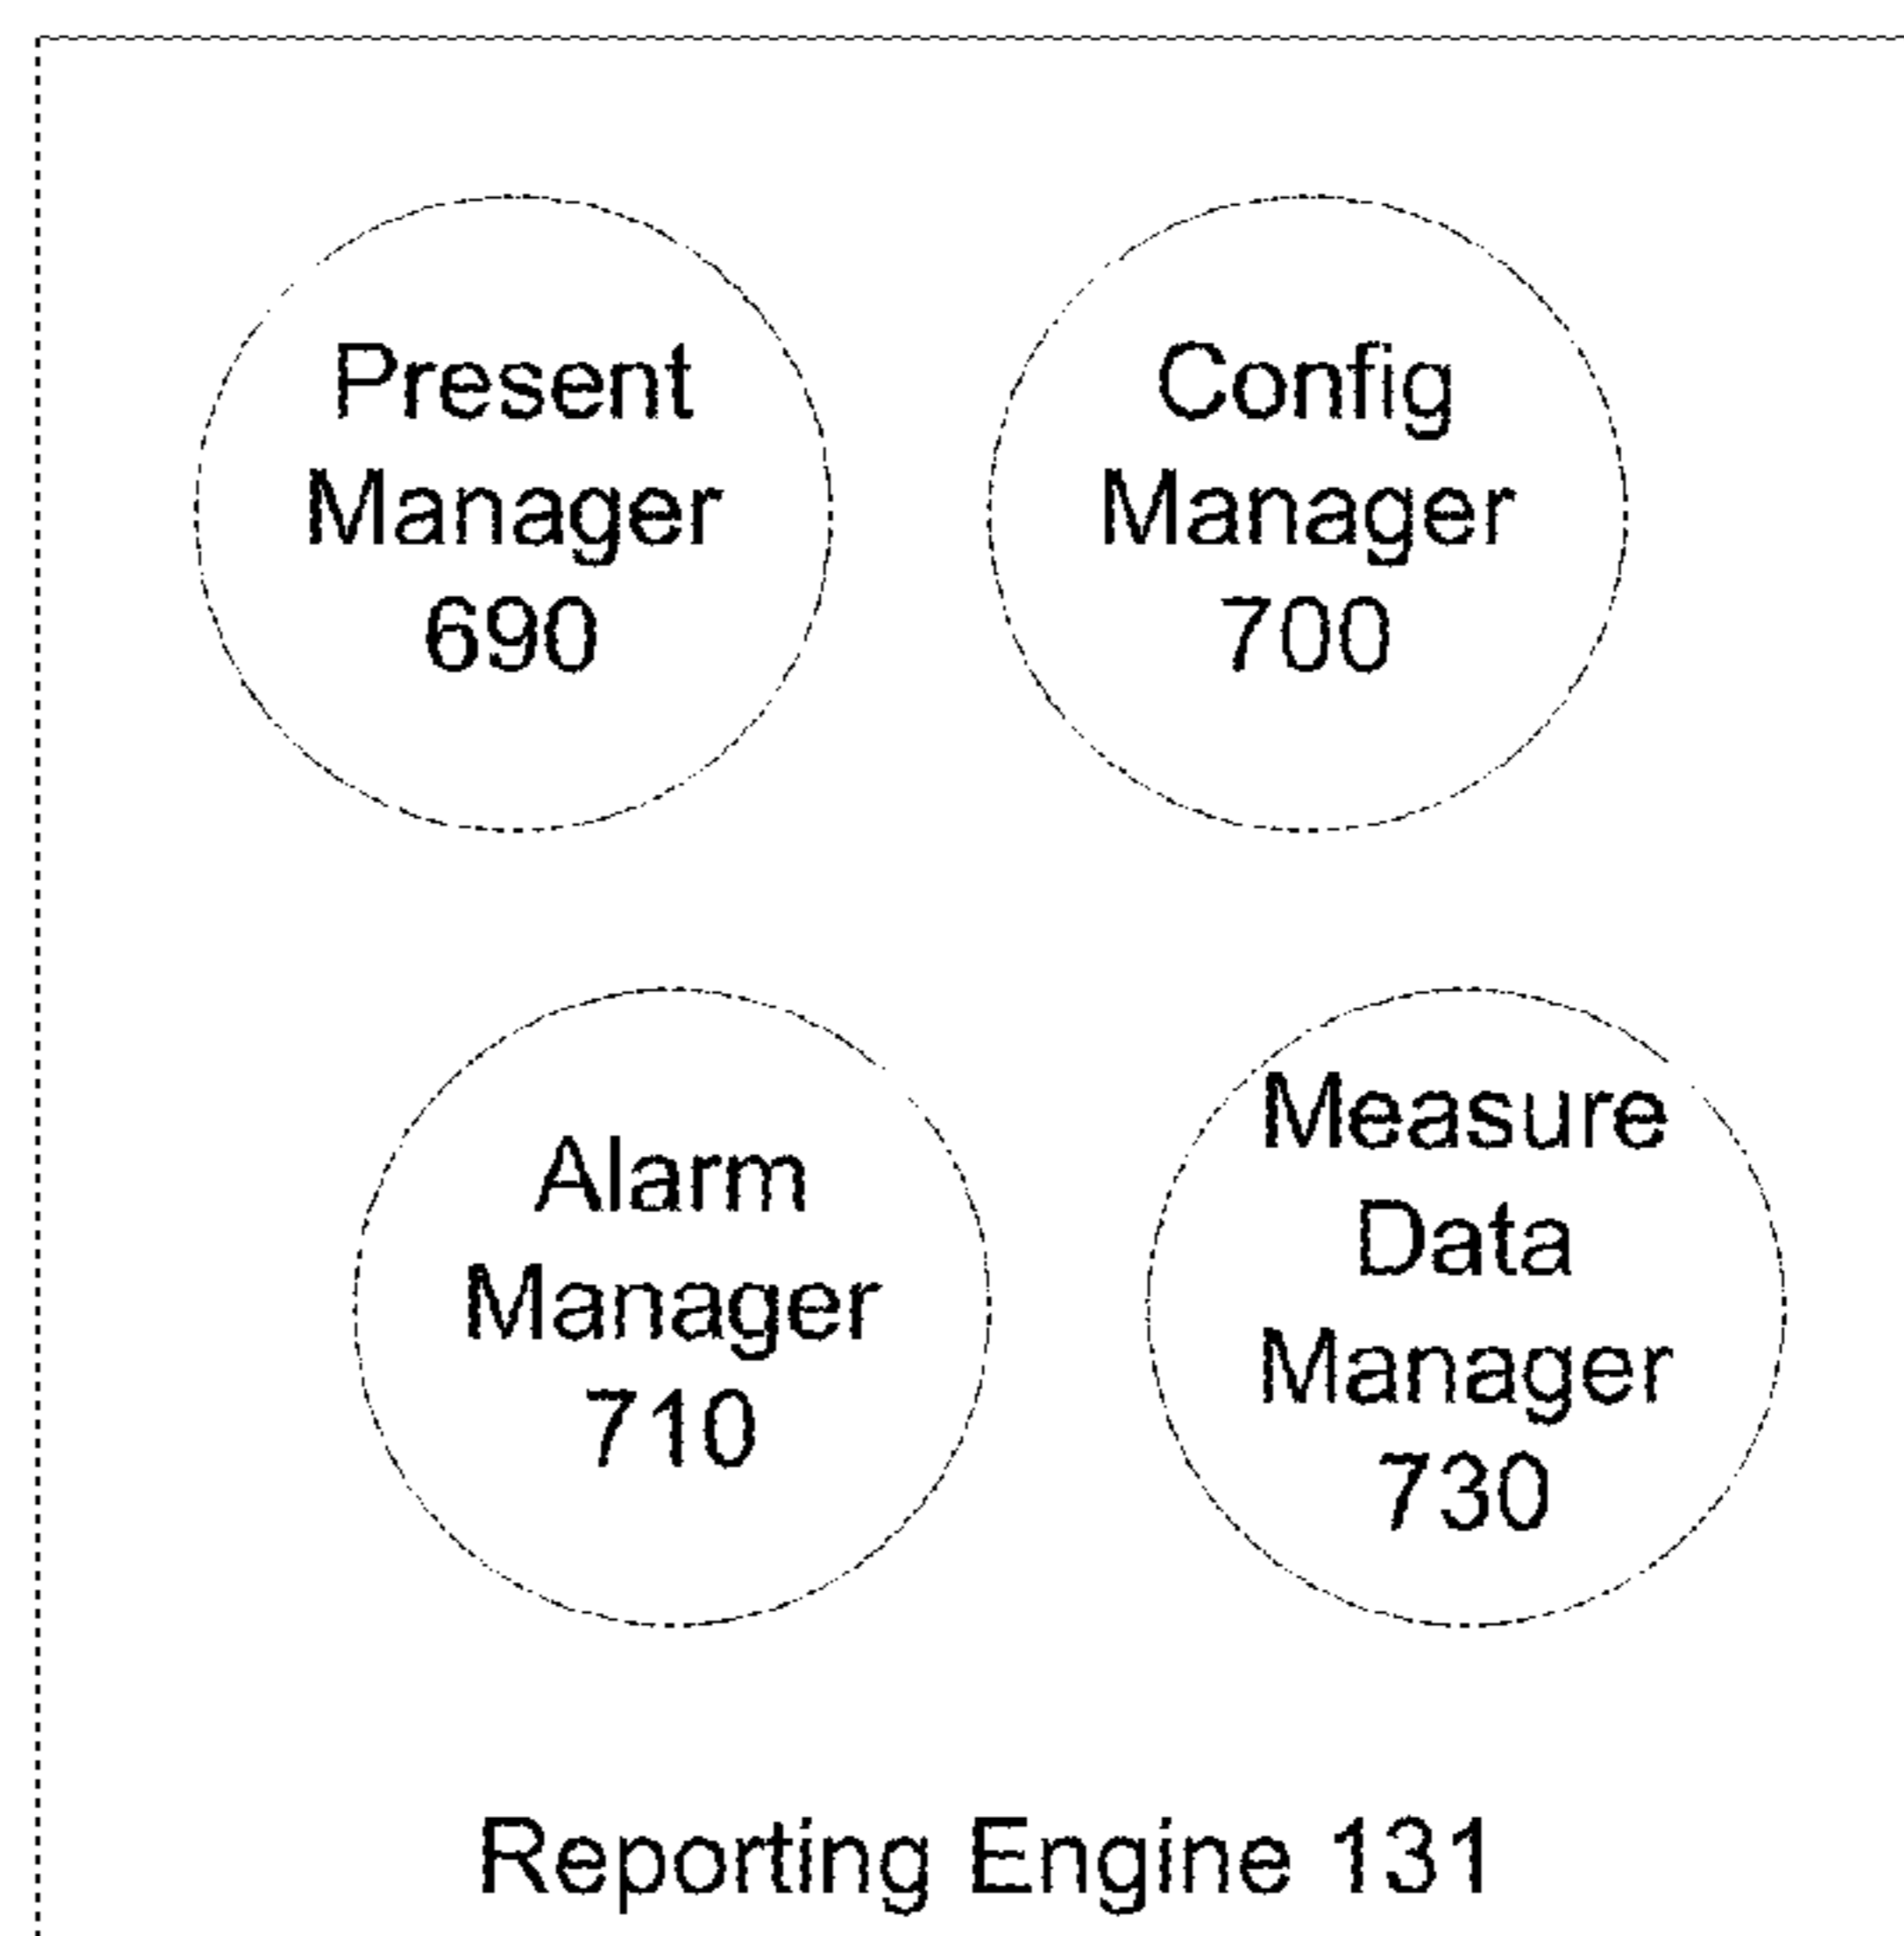 Present
Manager
690
Config
Manager
700
Alarm
Manager
710
Measure
Data
Manager
730
Reporting Engine 131